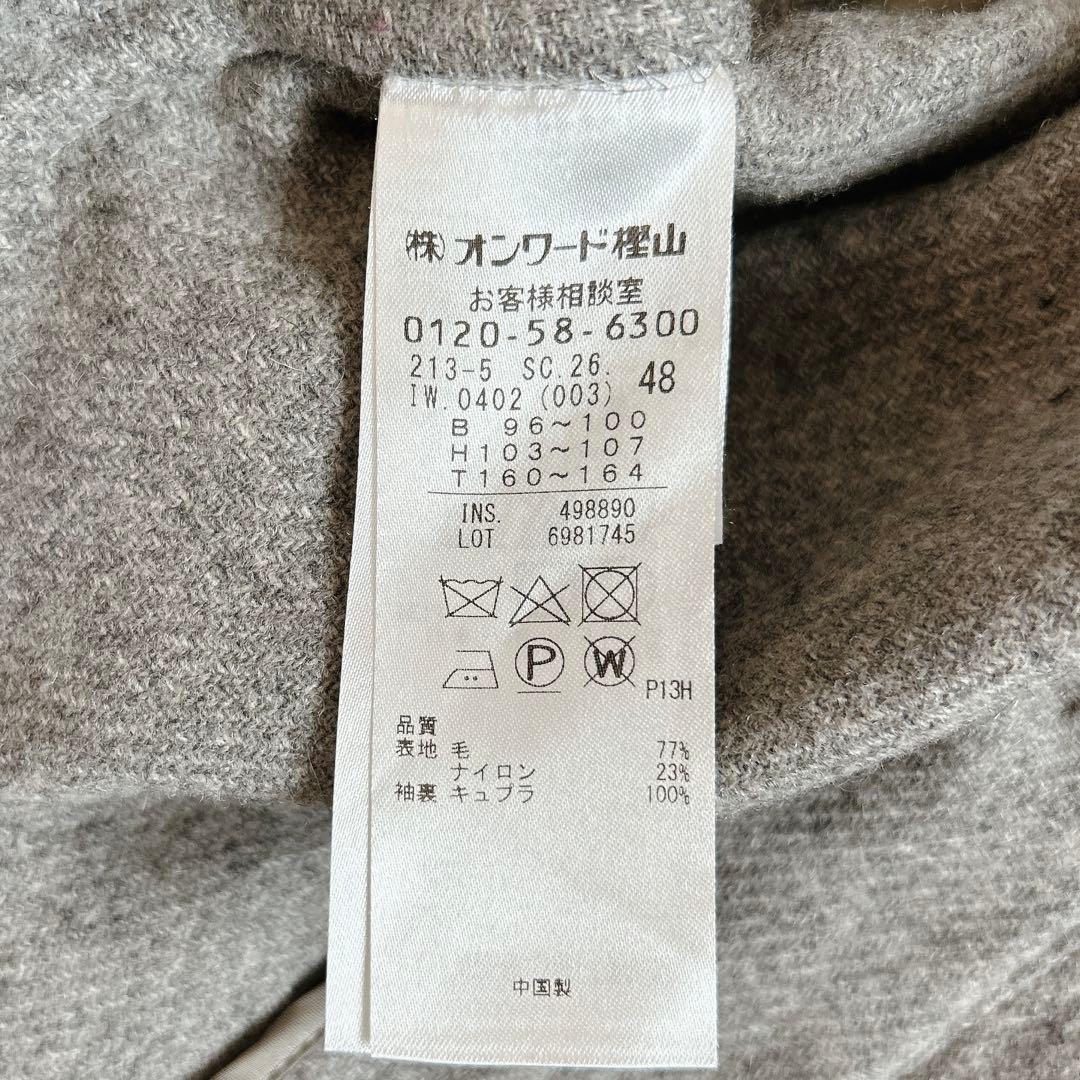 ㈱オンワード樫山
お客様相談室
0120-58-6300
213-5 SC.26.
IW.0402(003) 48
B 96〜100
H103〜107
T160〜164
INS. 498890
LOT 6981745
P W P13H
品質
表地 毛 77%
ナイロン 23%
袖裏 キュプラ 100%
中国製